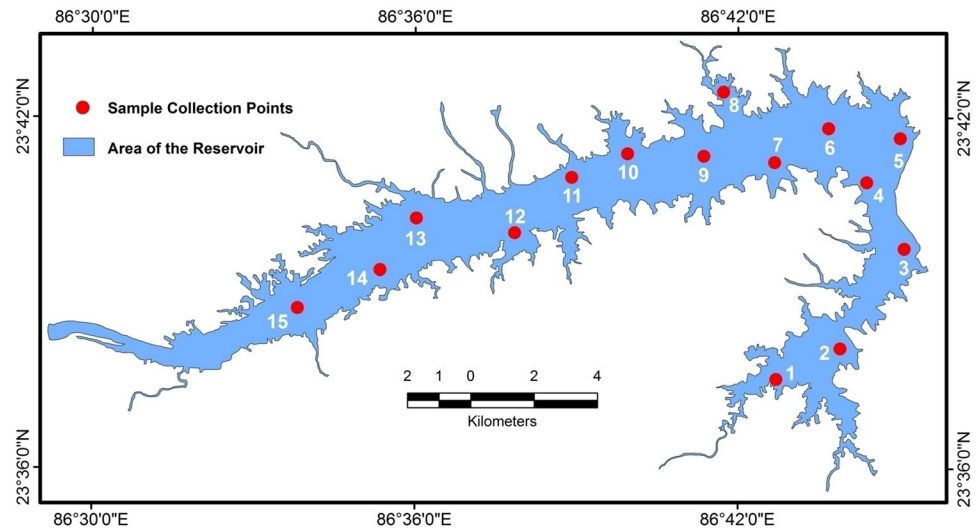 86°30'0"E 86°36'0"E 86°42'0"E
23°42'0"N
23°42'0"N
Sample Collection Points
Area of the Reservoir
8
7
6
5
9
10
4
11
12
13
3
14
15
2
1
2 1 0 2 4
Kilometers
23°36'0"N
23°36'0"N
86°30'0"E 86°36'0"E 86°42'0"E